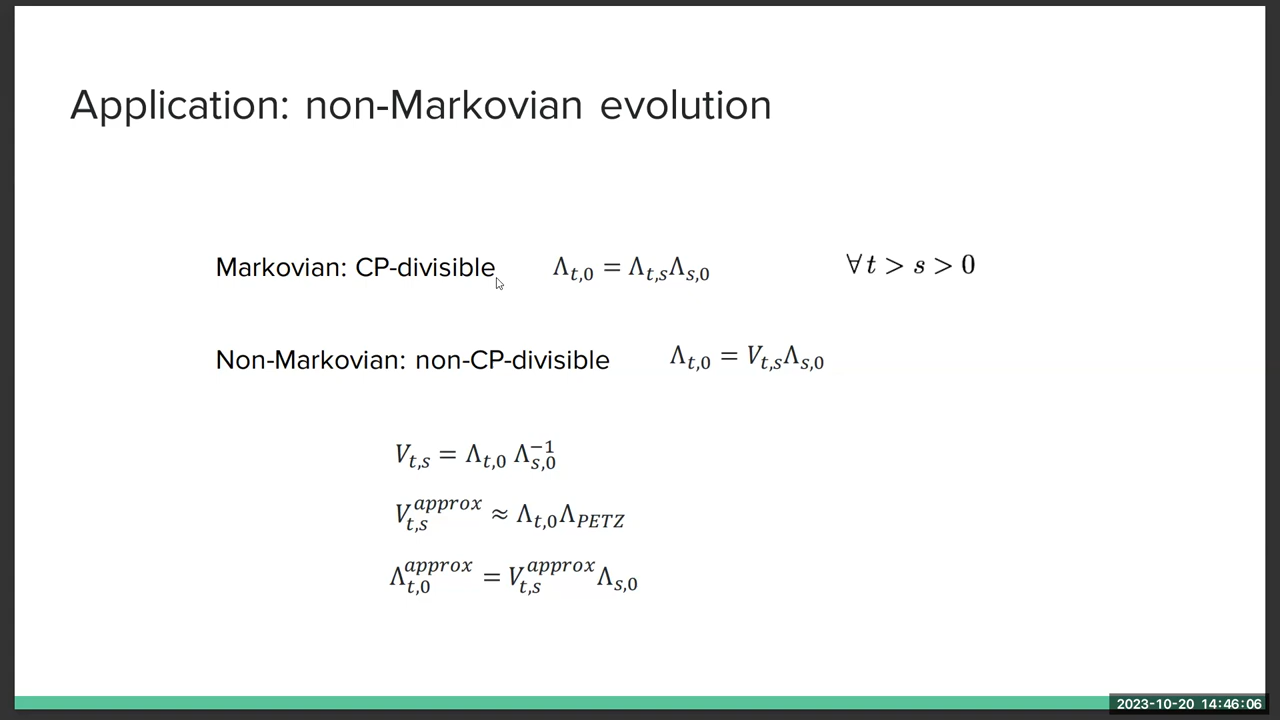 Application: non-Markovian evolution
Markovian: CP-divisible Λ_{t,0} = Λ_{t,s}Λ_{s,0} ∀ t > s > 0
Non-Markovian: non-CP-divisible Λ_{t,0} = V_{t,s}Λ_{s,0}
V_{t,s} = Λ_{t,0} Λ_{s,0}^{−1}
V_{t,s}^{approx} ≈ Λ_{t,0}Λ_{PETZ}
Λ_{t,0}^{approx} = V_{t,s}^{approx}Λ_{s,0}
2023-10-20 14:46:06